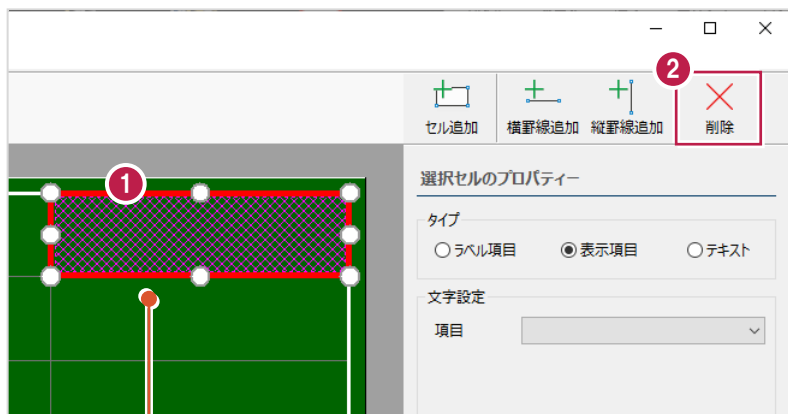 2
セル追加 横罫線追加 縦罫線追加 削除
1
選択セルのプロパティー
タイプ
ラベル項目 表示項目 テキスト
文字設定
項目